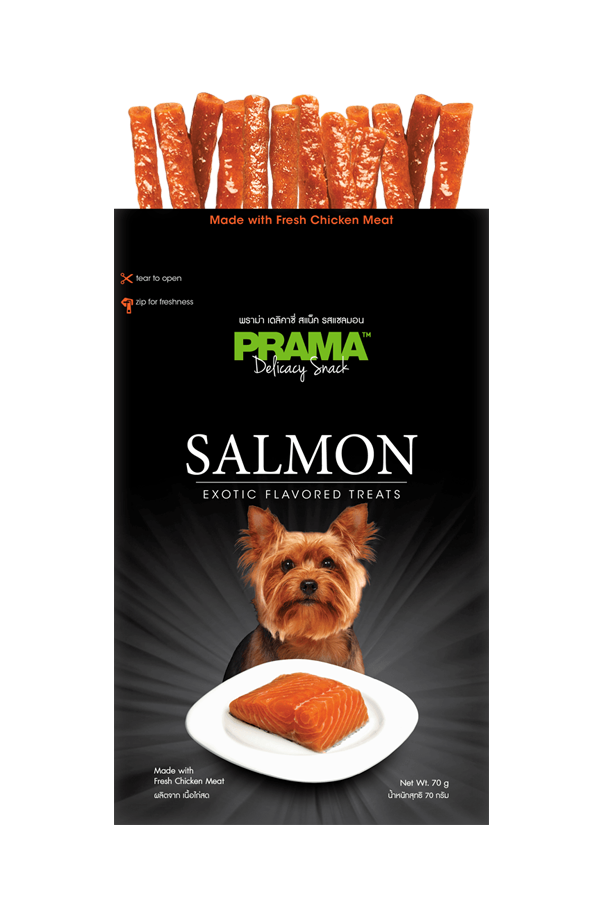 Made with Fresh Chicken Meat
tear to open
zip for freshness
พราม่า เดลิคาซี่ สแน็ค รสแซลมอน
PRAMA™
Delicacy Snack
SALMON
EXOTIC FLAVORED TREATS
Made with
Fresh Chicken Meat
ผลิตจาก เนื้อไก่สด
Net Wt. 70 g
น้ำหนักสุทธิ 70 กรัม